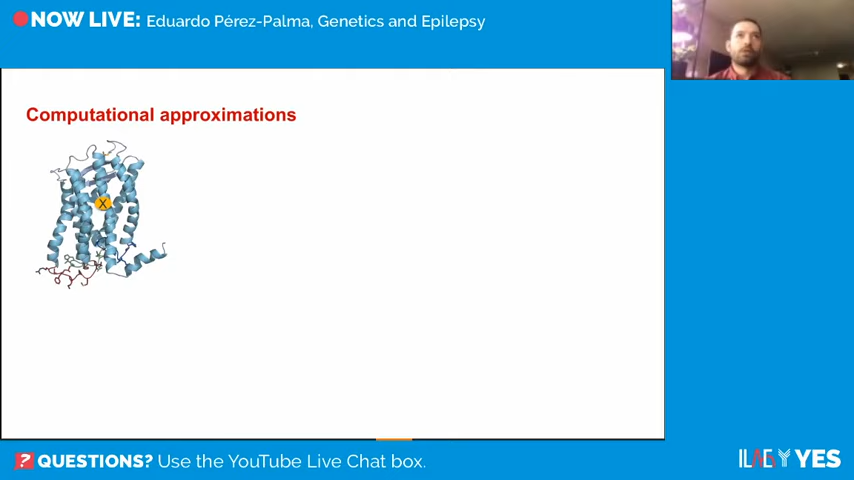 NOW LIVE: Eduardo Pérez-Palma, Genetics and Epilepsy
Computational approximations
X
? QUESTIONS? Use the YouTube Live Chat box.
ILAE YES